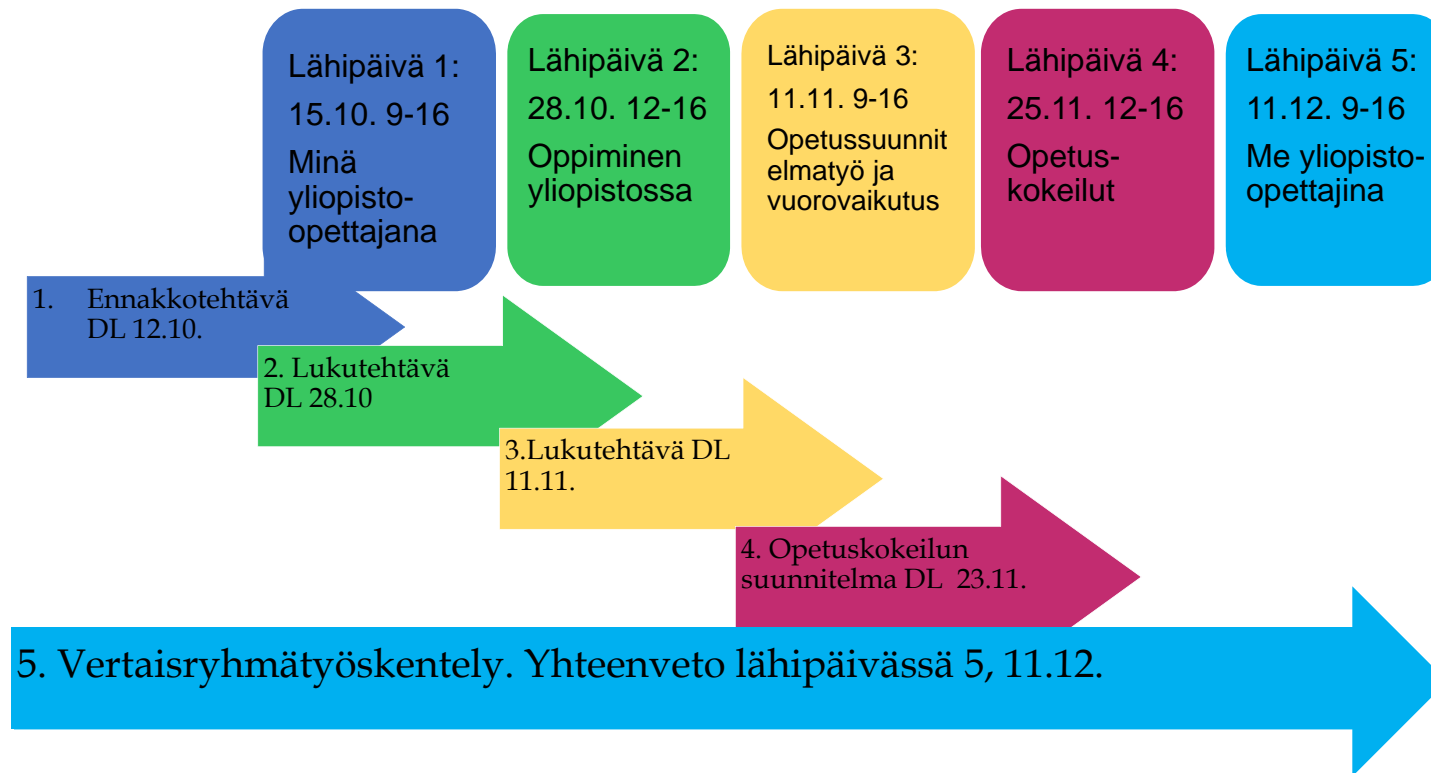 Lähipäivä 1:
15.10. 9-16
Minä
yliopisto-
opettajana
Lähipäivä 2:
28.10. 12-16
Oppiminen
yliopistossa
Lähipäivä 3:
11.11. 9-16
Opetussuunnit
elmatyö ja
vuorovaikutus
Lähipäivä 4:
25.11. 12-16
Opetus-
kokeilut
Lähipäivä 5:
11.12. 9-16
Me yliopisto-
opettajina
1. Ennakkotehtävä
DL 12.10.
2. Lukutehtävä
DL 28.10
3.Lukutehtävä DL
11.11.
4. Opetuskokeilun
suunnitelma DL 23.11.
5. Vertaisryhmätyöskentely. Yhteenveto lähipäivässä 5, 11.12.